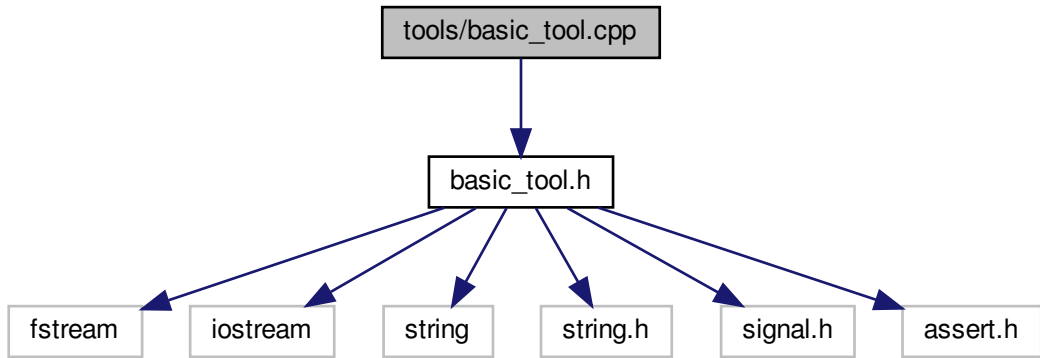 tools/basic_tool.cpp
basic_tool.h
fstream
iostream
string
string.h
signal.h
assert.h